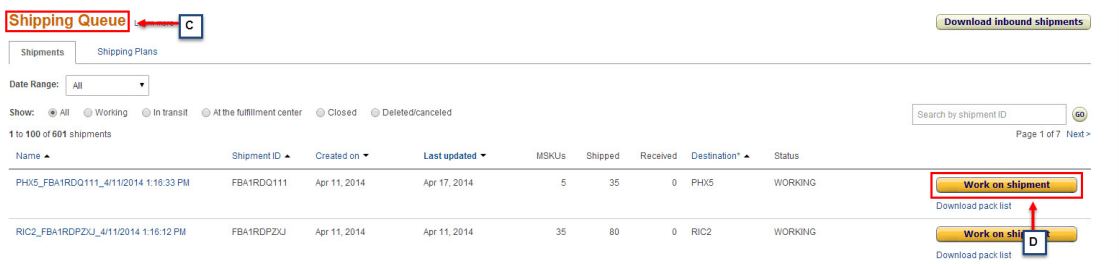 Shipping Queue
C
Download inbound shipments
Shipments Shipping Plans
Date Range: All
Show: All Working In transit At the fulfillment center Closed Deleted/canceled
Search by shipment ID GO
1 to 100 of 601 shipments Page 1 of 7 Next >
Name Shipment ID Created on Last updated MSKUs Shipped Received Destination* Status
PHX5_FBA1RDQ111_4/11/2014 1:16:33 PM FBA1RDQ111 Apr 11, 2014 Apr 17, 2014 5 35 0 PHX5 WORKING Work on shipment
Download pack list
RIC2_FBA1RDPZXJ_4/11/2014 1:16:12 PM FBA1RDPZXJ Apr 11, 2014 Apr 11, 2014 35 80 0 RIC2 WORKING Work on
D
Download pack list